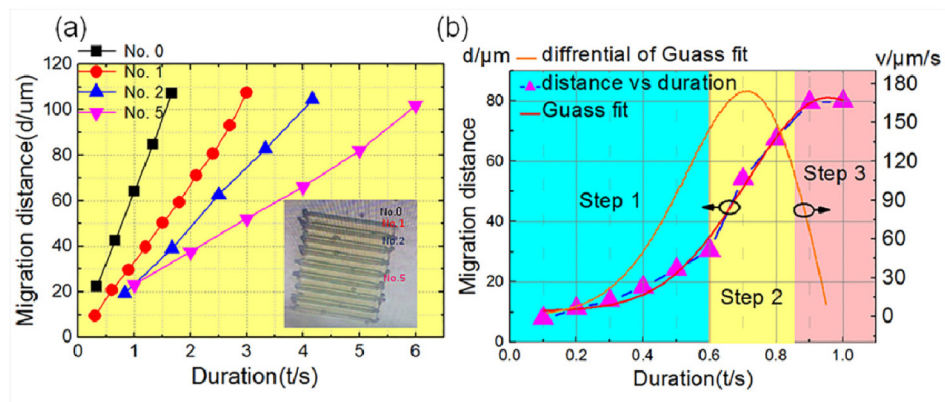 (a)
No. 0
No. 1
No. 2
No. 5
120
100
80
60
40
20
0
Migration distance(d/um)
0 1 2 3 4 5 6
Duration(t/s)
No.0
No.1
No.2
No.5
(b)
d/μm
v/μm/s
diffrential of Guass fit
distance vs duration
Guass fit
80
60
40
20
0
Migration distance
180
150
120
90
60
30
0
Step 1
Step 2
Step 3
0.0 0.2 0.4 0.6 0.8 1.0
Duration(t/s)